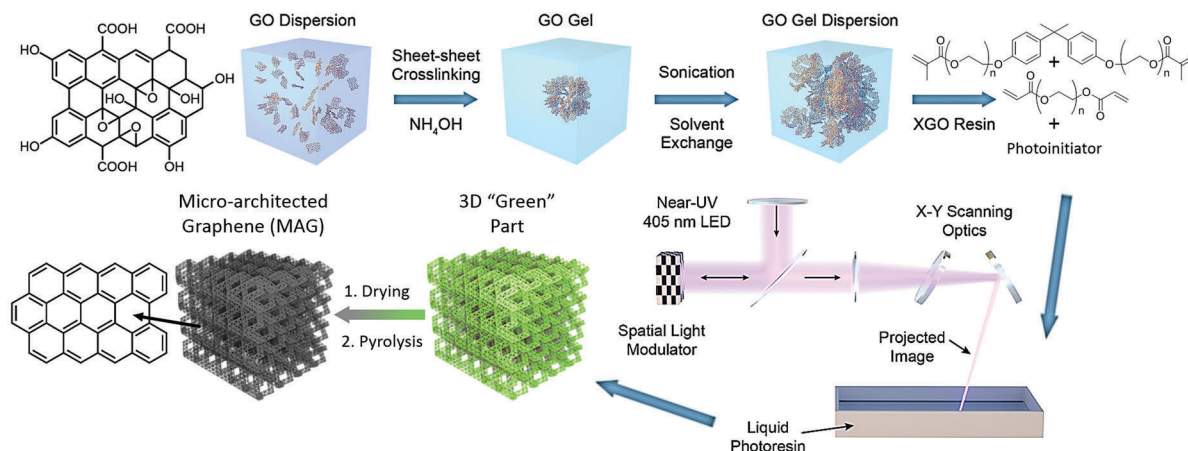 GO Dispersion
GO Gel
GO Gel Dispersion
COOH
COOH
HO
OH
HO
O
OH
OH
O
O
HO
COOH
COOH
OH
Sheet-sheet
Crosslinking
NH₄OH
Sonication
Solvent
Exchange
XGO Resin
O
O
O
n
O
+
O
O
n
O
O
O
O
n
O
O
+
Photoinitiator
Micro-architected
Graphene (MAG)
3D “Green”
Part
1. Drying
2. Pyrolysis
Near-UV
405 nm LED
X-Y Scanning
Optics
Spatial Light
Modulator
Projected
Image
Liquid
Photoresin